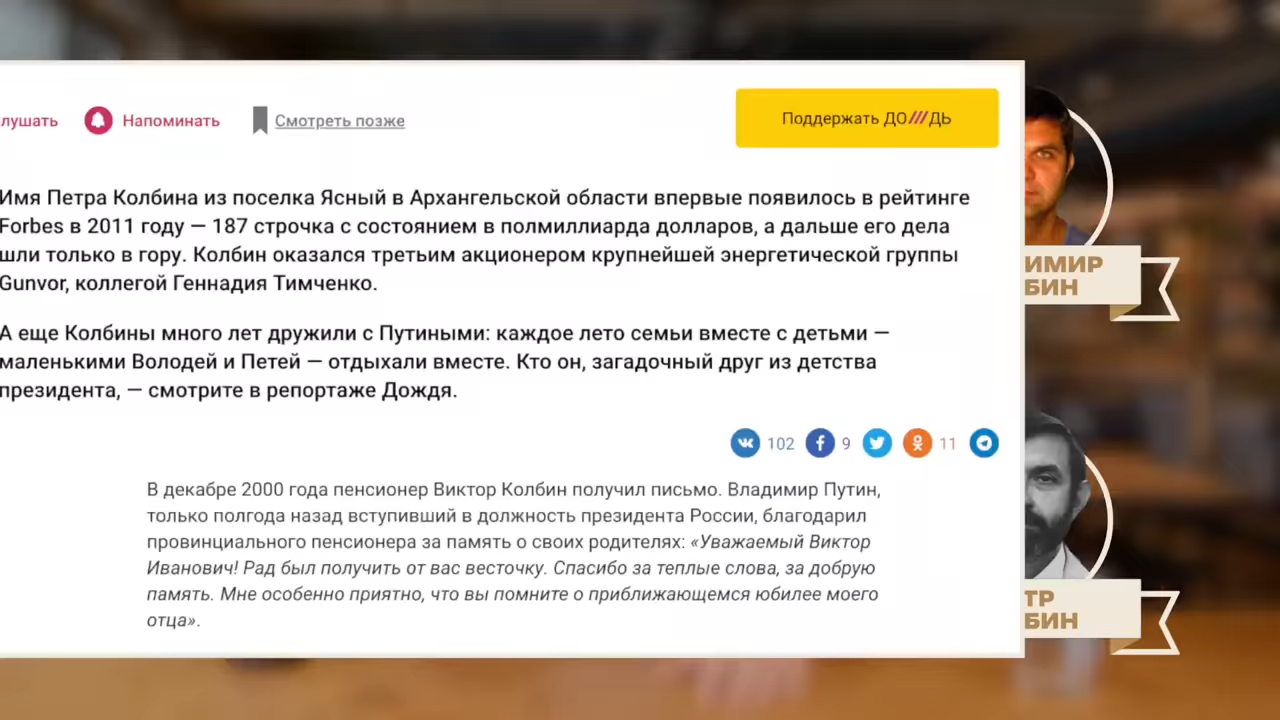 лушать
Напоминать
Смотреть позже
Поддержать ДО///ДЬ
Имя Петра Колбина из поселка Ясный в Архангельской области впервые появилось в рейтинге
Forbes в 2011 году — 187 строчка с состоянием в полмиллиарда долларов, а дальше его дела
шли только в гору. Колбин оказался третьим акционером крупнейшей энергетической группы
Gunvor, коллегой Геннадия Тимченко.
А еще Колбины много лет дружили с Путиными: каждое лето семьи вместе с детьми —
маленькими Володей и Петей — отдыхали вместе. Кто он, загадочный друг из детства
президента, — смотрите в репортаже Дождя.
102
9
11
В декабре 2000 года пенсионер Виктор Колбин получил письмо. Владимир Путин,
только полгода назад вступивший в должность президента России, благодарил
провинциального пенсионера за память о своих родителях: «Уважаемый Виктор
Иванович! Рад был получить от вас весточку. Спасибо за теплые слова, за добрую
память. Мне особенно приятно, что вы помните о приближающемся юбилее моего
отца».
ИМИР
БИН
ТР
БИН